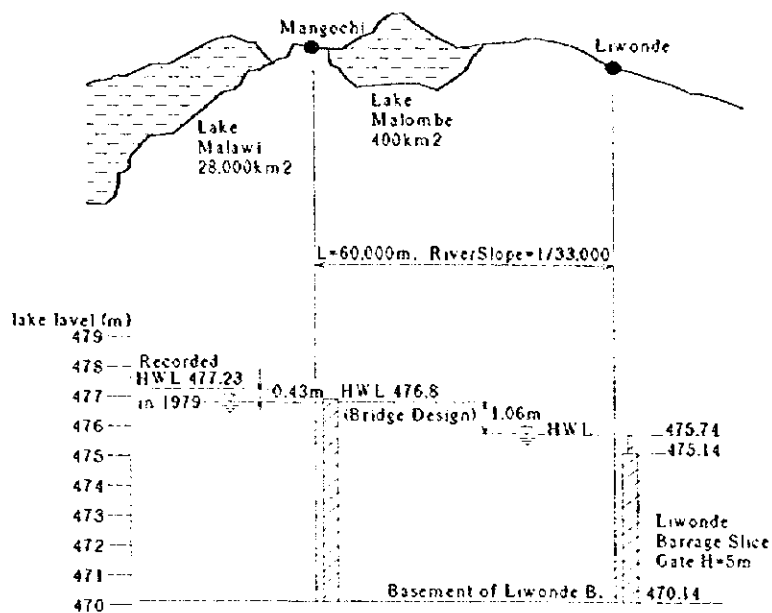 Mangochi
Liwonde
Lake
Malawi
28.000km2
Lake
Malombe
400km2
L=60.000m, RiverSlope=1/33,000
lake lavel (m)
479
478
477
476
475
474
473
472
471
470
Recorded
HWL 477.23
in 1979
0.43m
HWL 476.8
(Bridge Design)
1.06m
HWL
475.74
475.14
Liwonde
Barrage Slice
Gate H=5m
Basement of Liwonde B.
470.14